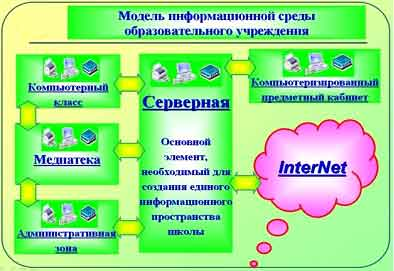 Модель информационной среды
образовательного учреждения
Компьютерный
класс
Медиатека
Административная
зона
Серверная
Основной
элемент,
необходимый для
создания единого
информационного
пространства
школы
Компьютеризированный
предметный кабинет
InterNet